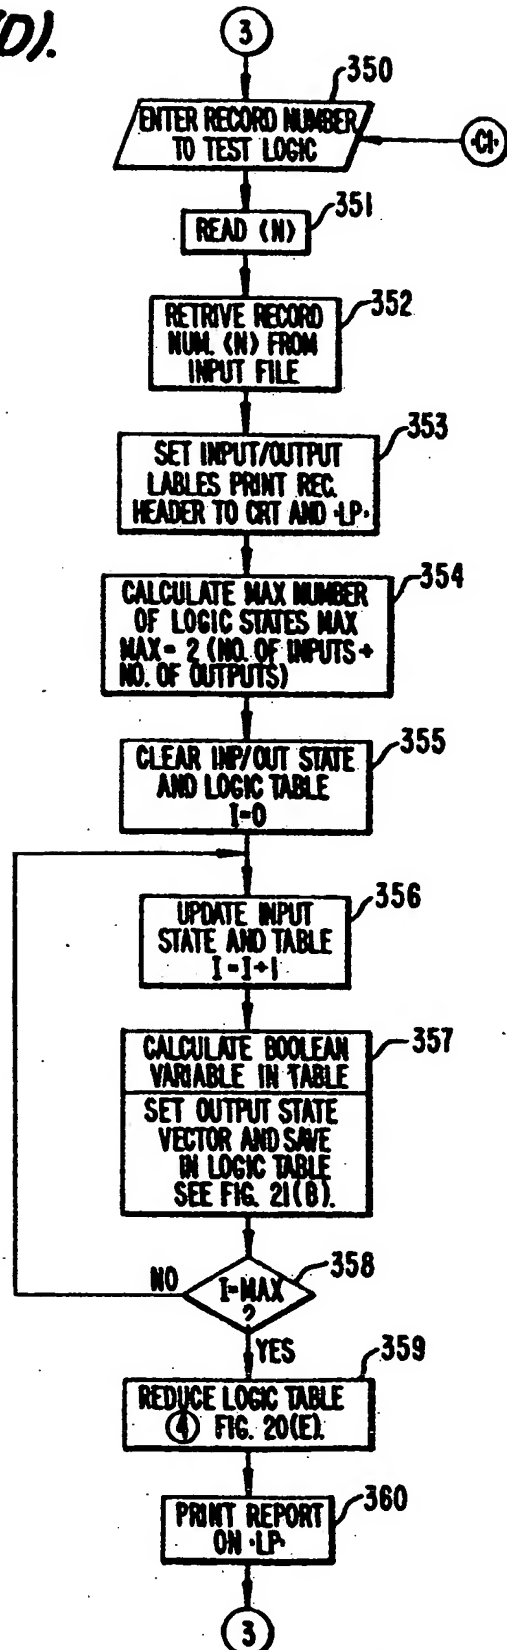 (D).
3
350
ENTER RECORD NUMBER
TO TEST LOGIC
·CI·
351
READ (N)
352
RETRIVE RECORD
NUM. (N) FROM
INPUT FILE
353
SET INPUT/OUTPUT
LABLES PRINT REC.
HEADER TO CRT AND ·LP·
354
CALCULATE MAX NUMBER
OF LOGIC STATES MAX
MAX = 2 (NO. OF INPUTS +
NO. OF OUTPUTS)
355
CLEAR INP/OUT STATE
AND LOGIC TABLE
I=0
356
UPDATE INPUT
STATE AND TABLE
I=I+1
357
CALCULATE BOOLEAN
VARIABLE IN TABLE
SET OUTPUT STATE
VECTOR AND SAVE
IN LOGIC TABLE
SEE FIG. 21(B).
358
NO
I=MAX
?
YES
359
REDUCE LOGIC TABLE
4 FIG. 20(E).
360
PRINT REPORT
ON ·LP·
3